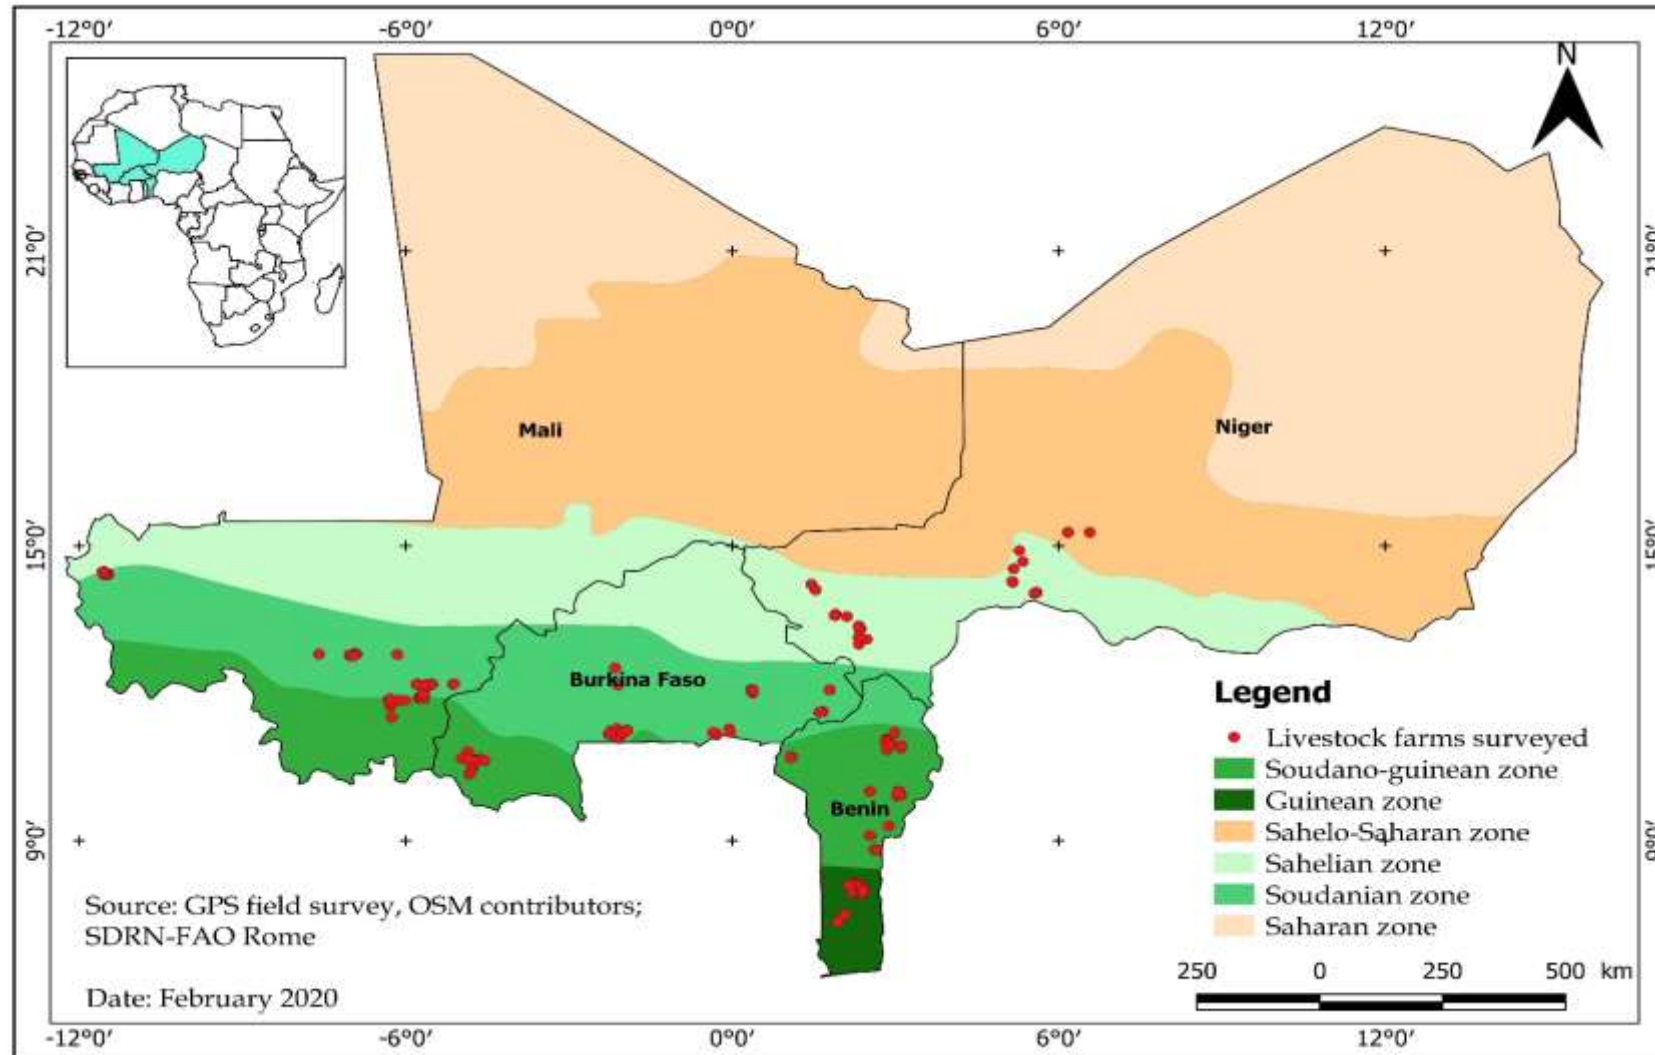 -12°0′ -6°0′ 0°0′ 6°0′ 12°0′
N
21°0′ 21°0′
Mali
Niger
15°0′ 15°0′
Burkina Faso
Benin
9°0′ 9°0′
Legend
Livestock farms surveyed
Soudano-guinean zone
Guinean zone
Sahelo-Saharan zone
Sahelian zone
Soudanian zone
Saharan zone
Source: GPS field survey, OSM contributors;
SDRN-FAO Rome
Date: February 2020
250 0 250 500 km
-12°0′ -6°0′ 0°0′ 6°0′ 12°0′